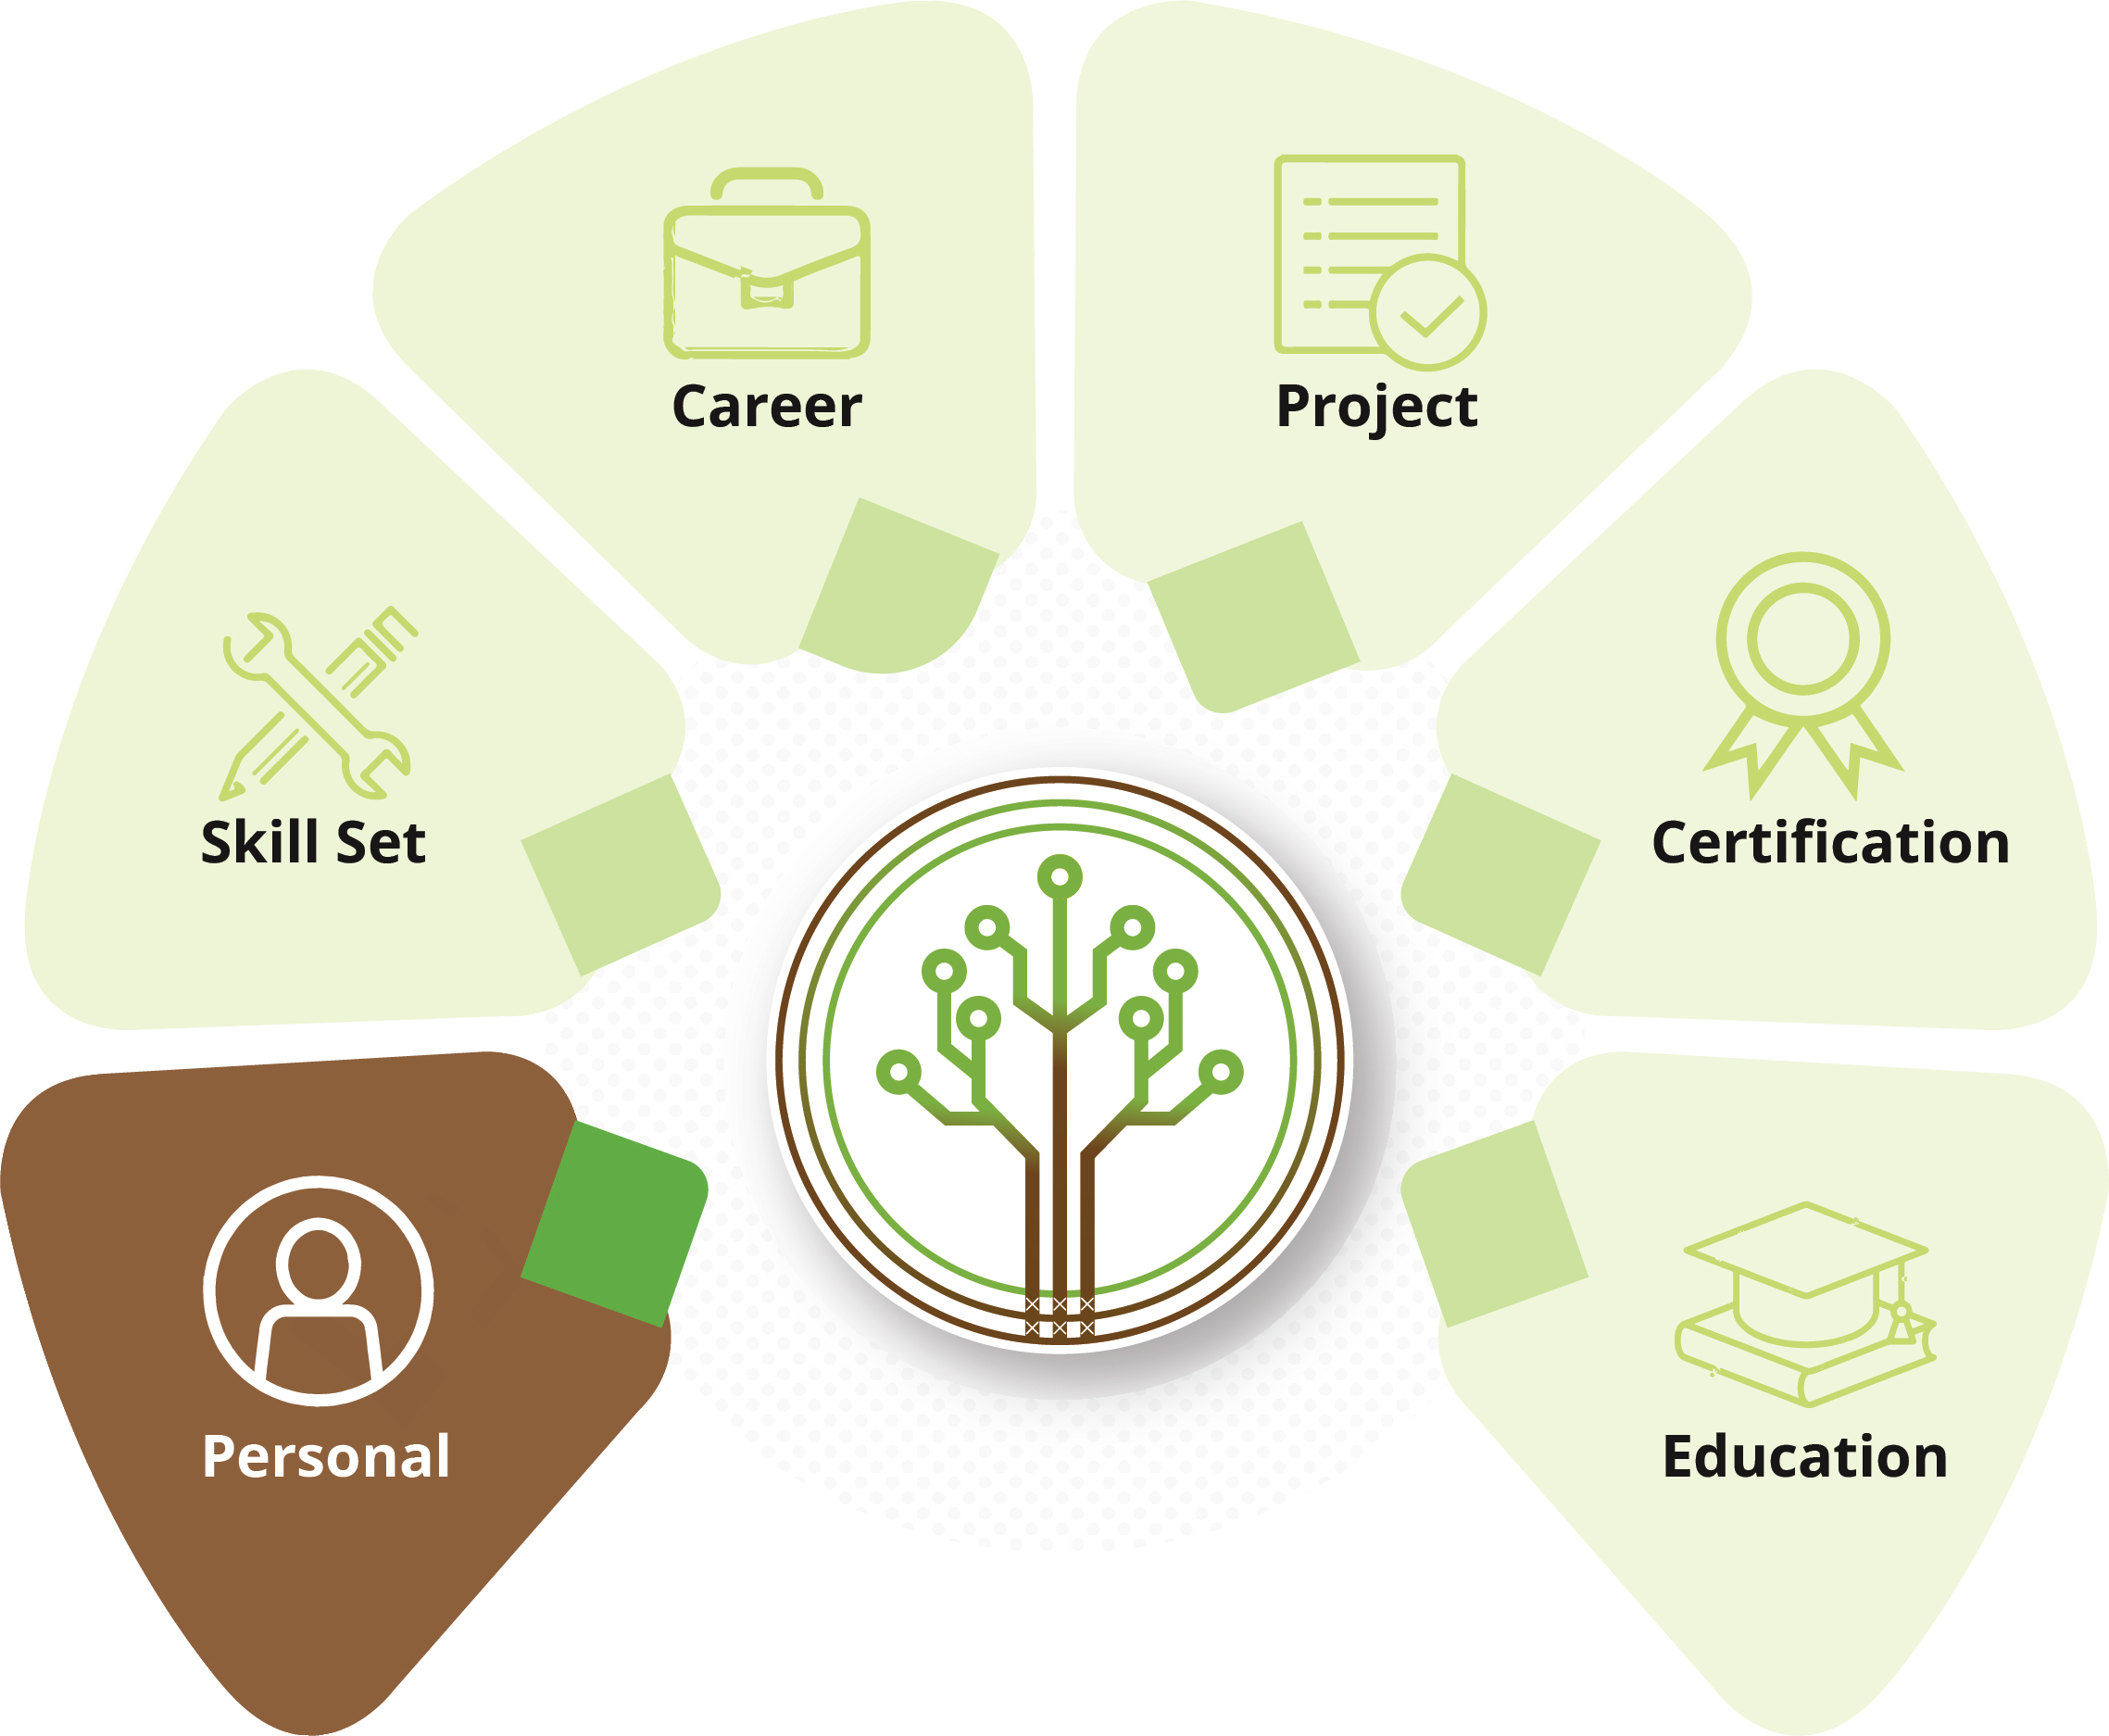 Career
Project
Skill Set
Certification
Personal
Education